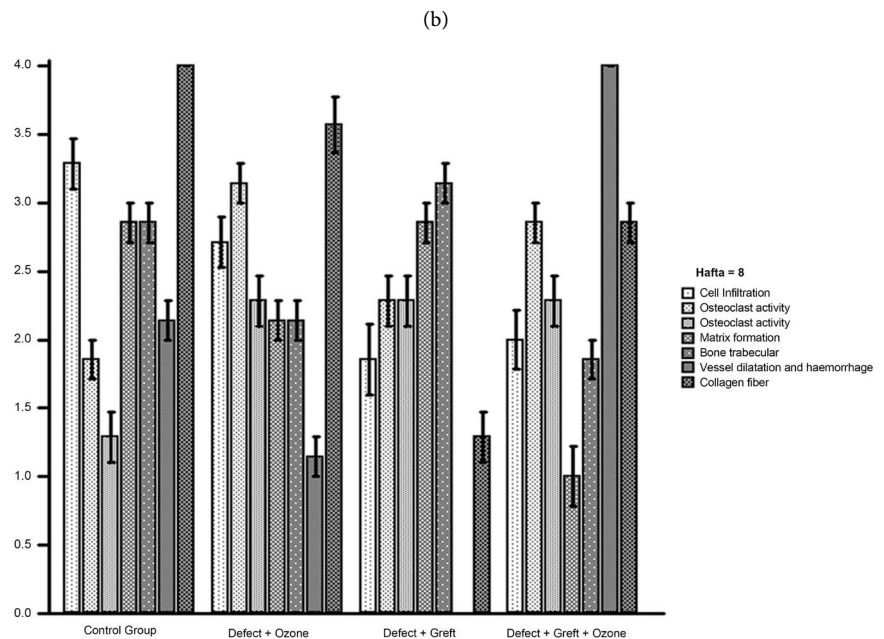 (b)
4.0
3.5
3.0
2.5
2.0
1.5
1.0
0.0
Control Group
Defect + Ozone
Defect + Greft
Defect + Greft + Ozone
Hafta = 8
Cell Infiltration
Osteoclast activity
Osteoclast activity
Matrix formation
Bone trabecular
Vessel dilatation and haemorrhage
Collagen fiber